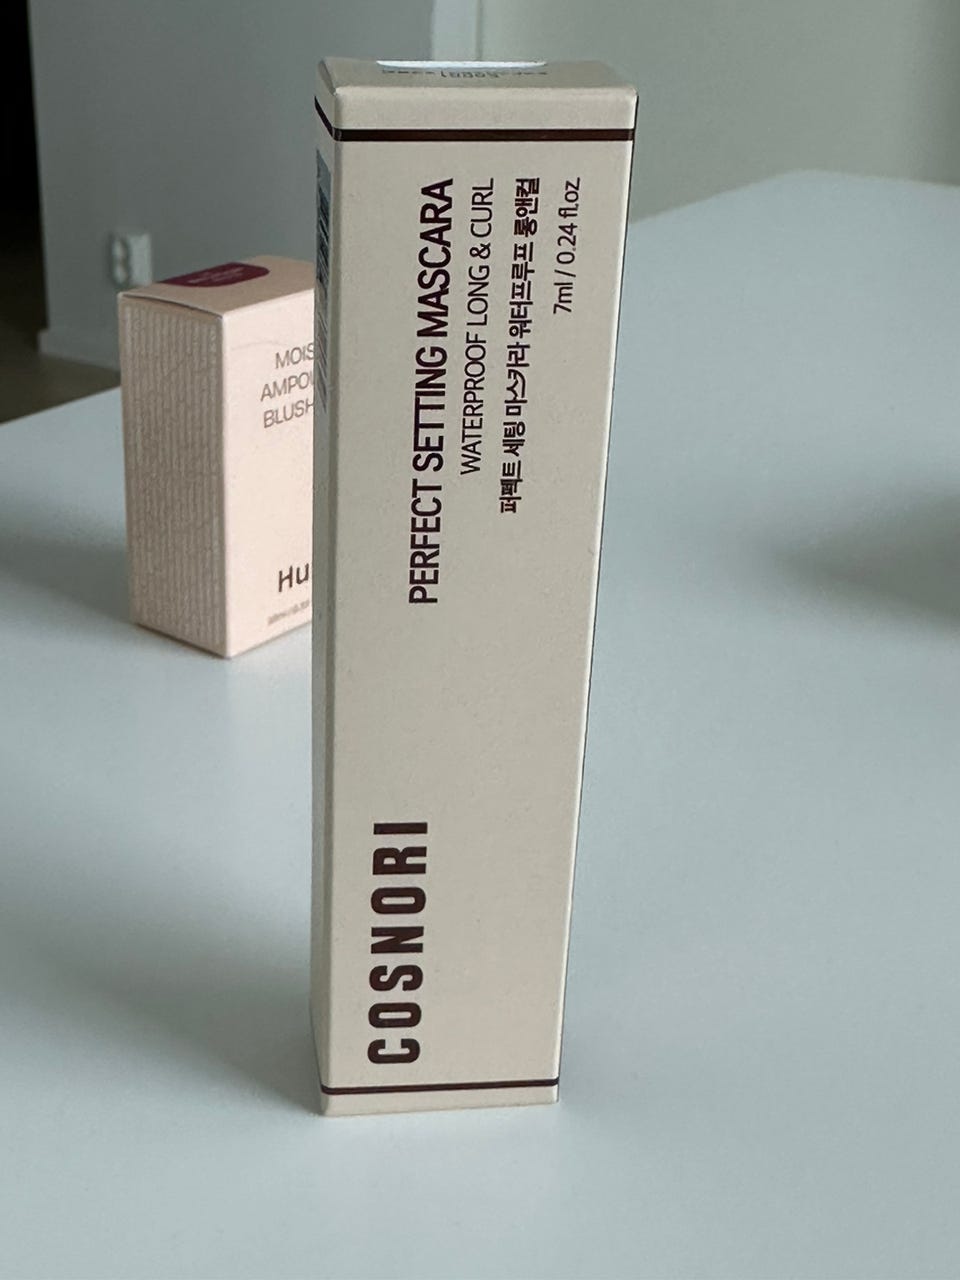 PERFECT SETTING MASCARA
WATERPROOF LONG & CURL
퍼펙트 세팅 마스카라 워터프루프 롱앤컬
7ml / 0.24 fl.oz
COSNORI
MOIS
AMPOU
BLUSH
Hu